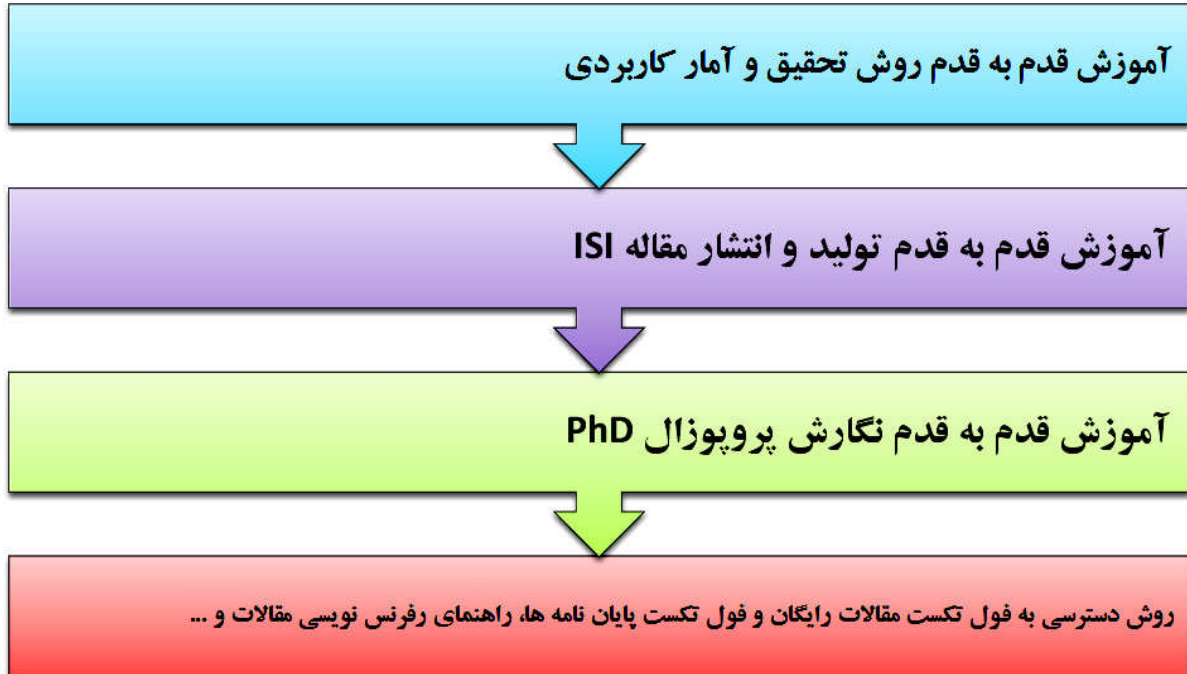 آموزش قدم به قدم روش تحقیق و آمار کاربردی
آموزش قدم به قدم تولید و انتشار مقاله ISI
آموزش قدم به قدم نگارش پروپوزال PhD
روش دسترسی به فول تکست مقالات رایگان و فول تکست پایان نامه ها، راهنمای رفرنس نویسی مقالات و ...